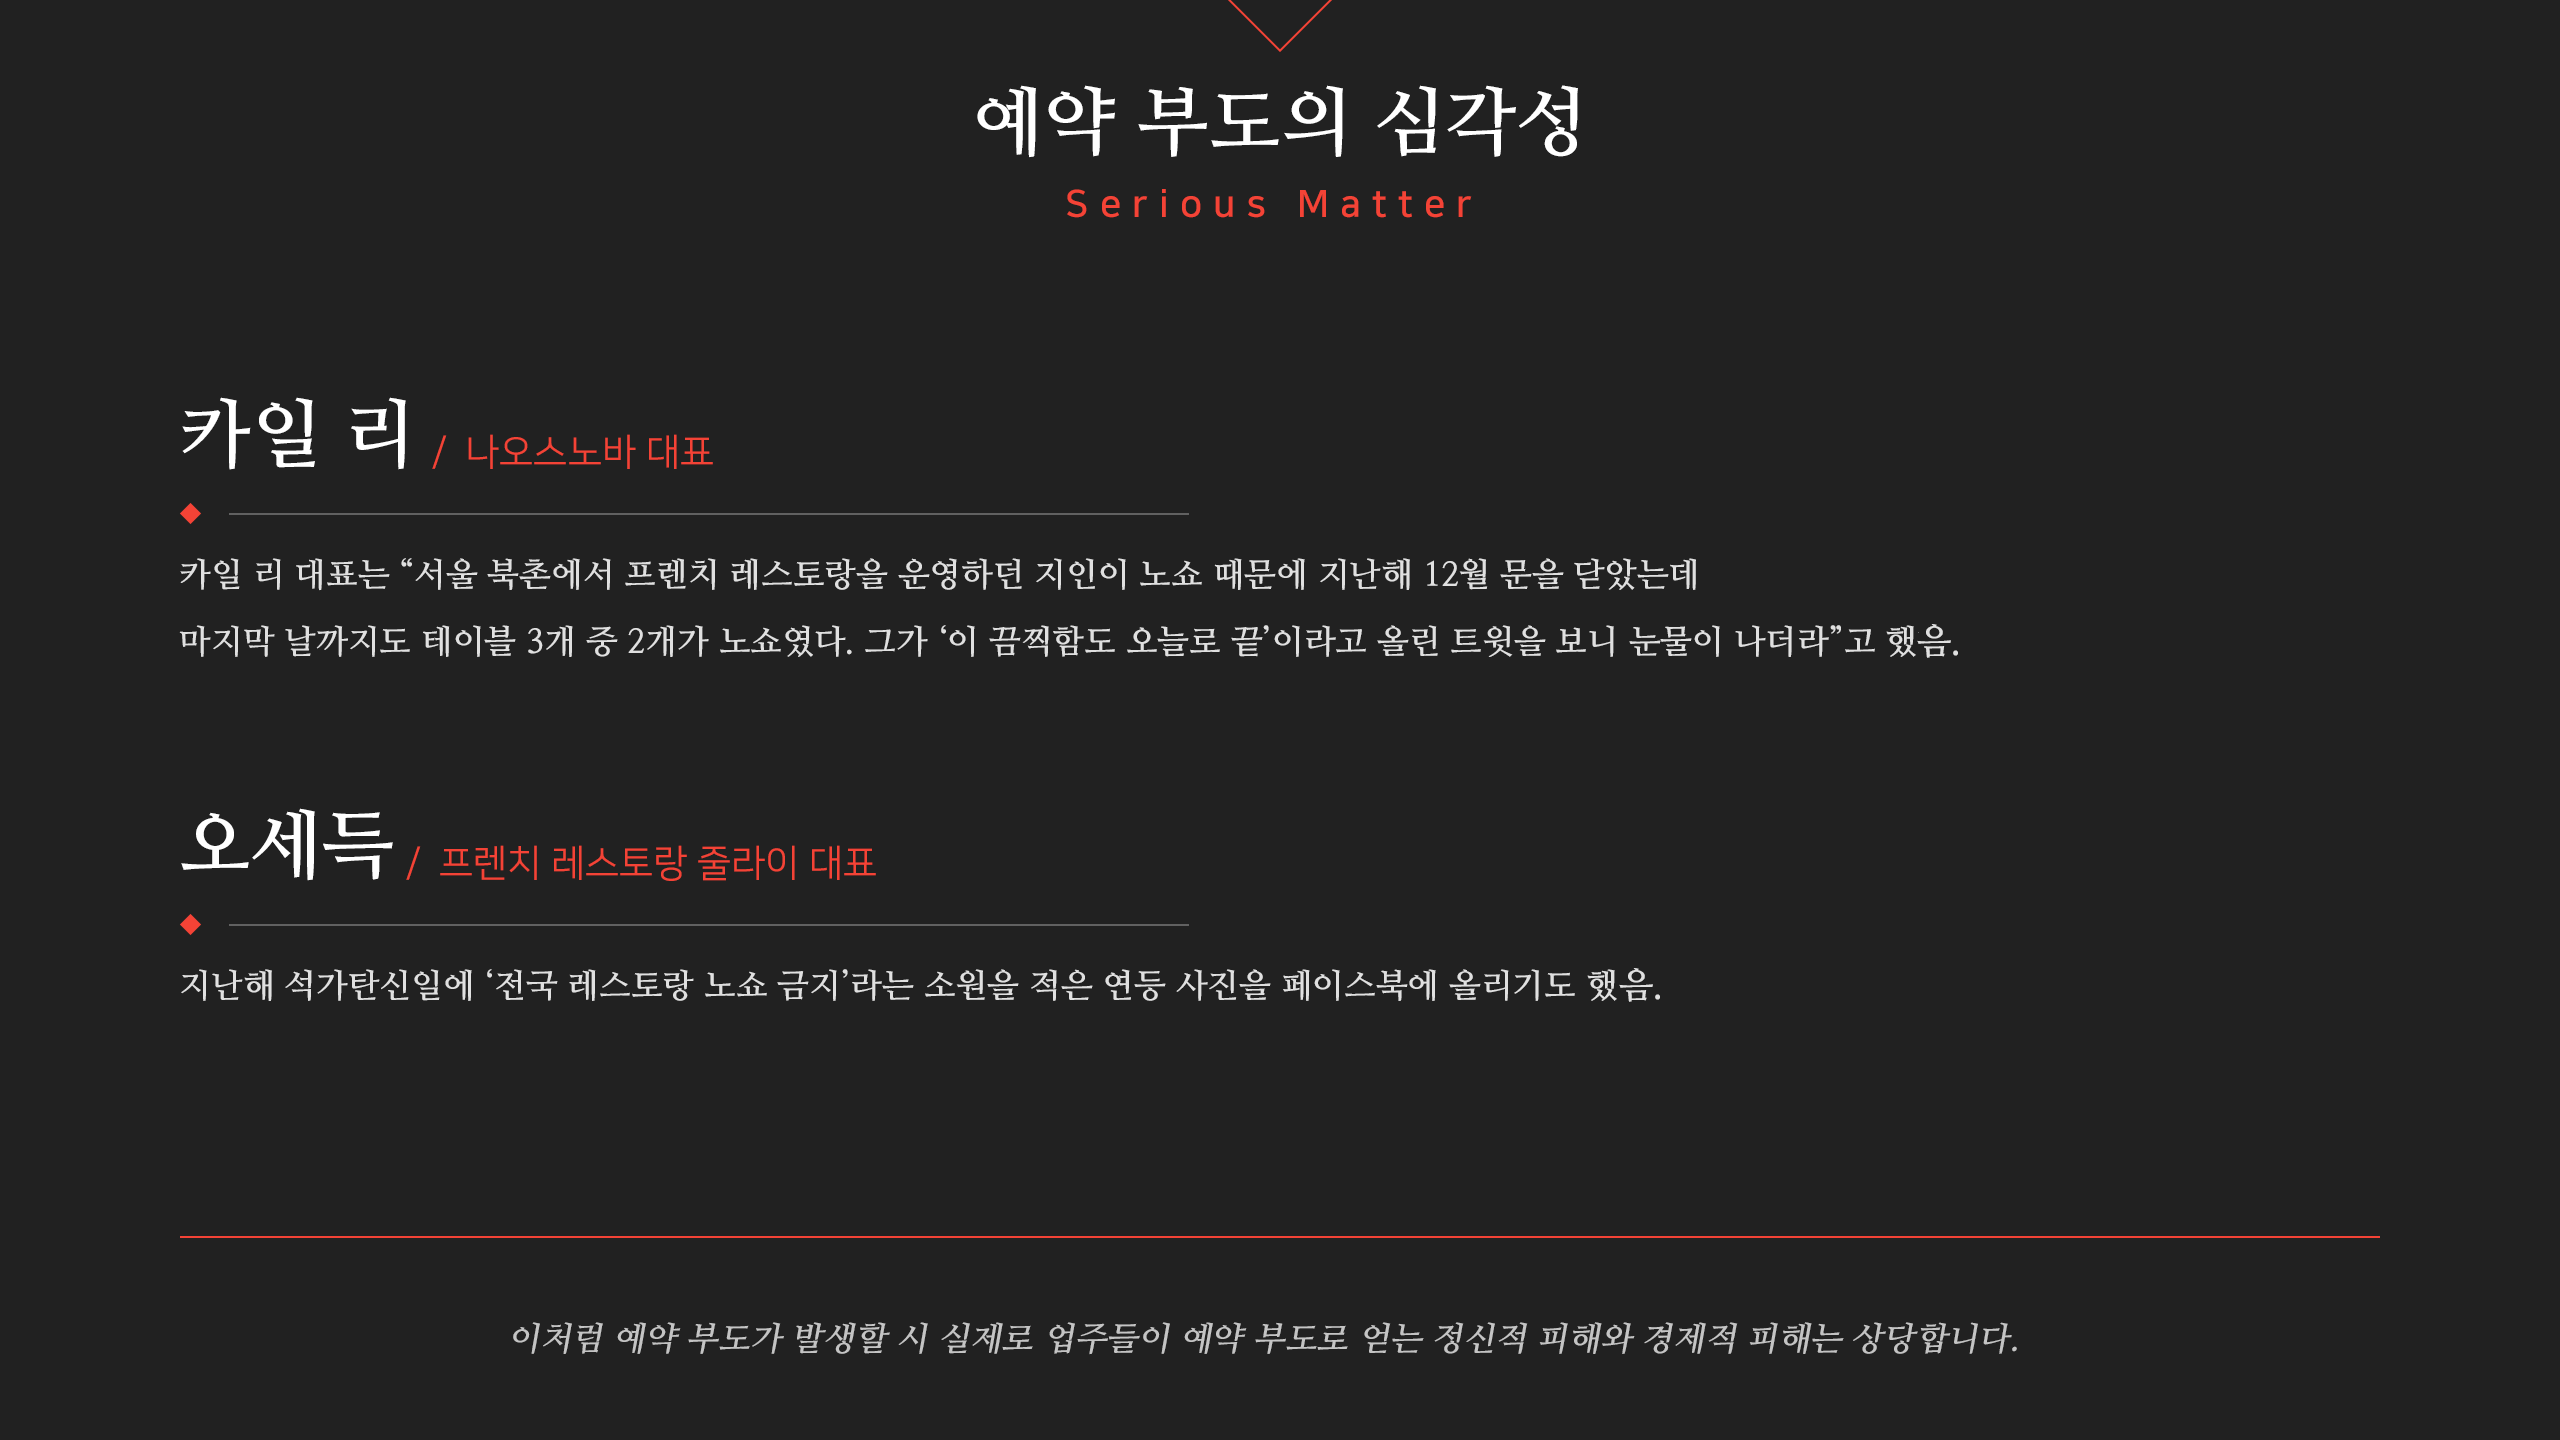 예약 부도의 심각성
Serious Matter
카일 리 / 나오스노바 대표
카일 리 대표는 “서울 북촌에서 프렌치 레스토랑을 운영하던 지인이 노쇼 때문에 지난해 12월 문을 닫았는데
마지막 날까지도 테이블 3개 중 2개가 노쇼였다. 그가 ‘이 끔찍함도 오늘로 끝’이라고 올린 트윗을 보니 눈물이 나더라”고 했음.
오세득 / 프렌치 레스토랑 줄라이 대표
지난해 석가탄신일에 ‘전국 레스토랑 노쇼 금지’라는 소원을 적은 연등 사진을 페이스북에 올리기도 했음.
이처럼 예약 부도가 발생할 시 실제로 업주들이 예약 부도로 얻는 정신적 피해와 경제적 피해는 상당합니다.